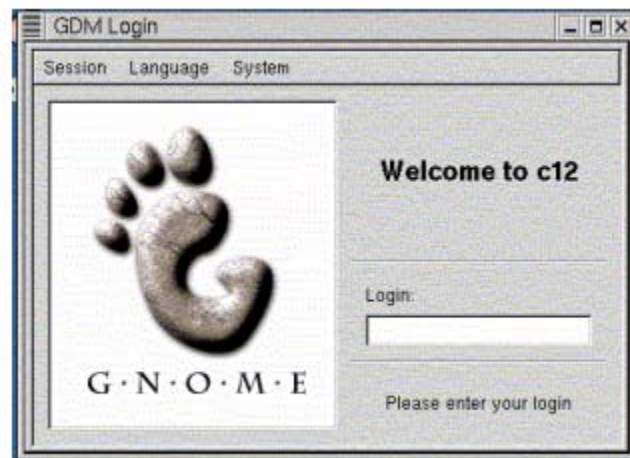 GDM Login
Session Language System
Welcome to c12
Login:
G·N·O·M·E
Please enter your login